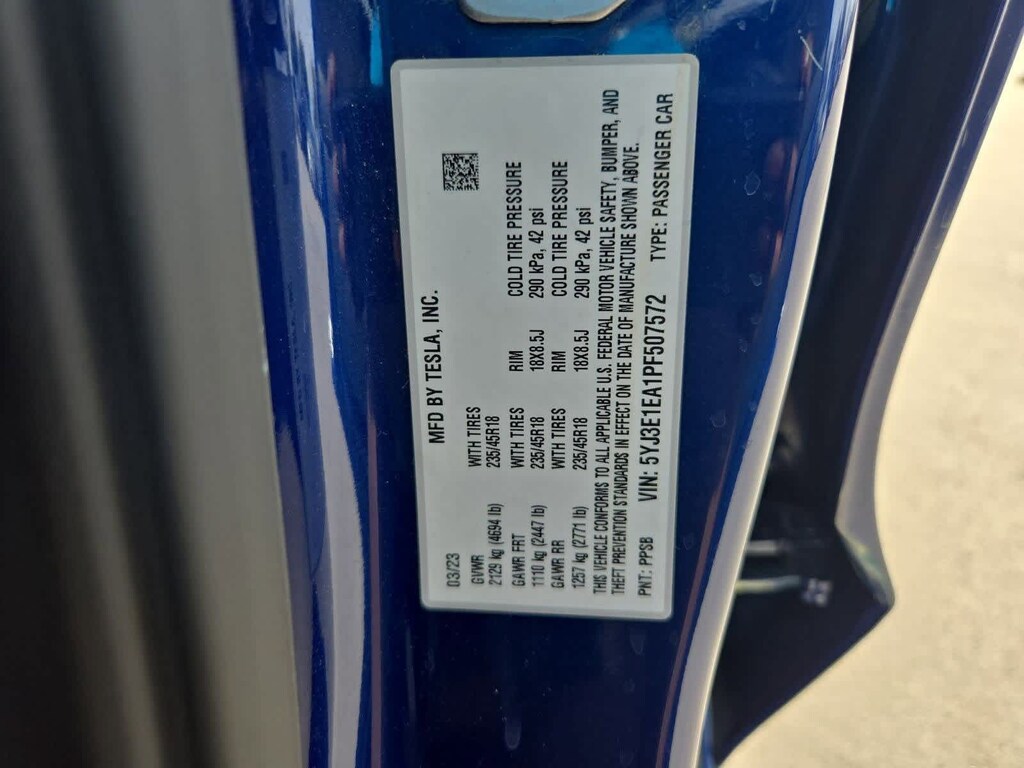 MFD BY TESLA, INC.
03/23
GVWR WITH TIRES
2129 kg (4694 lb) 235/45R18
GAWR FRT WITH TIRES RIM COLD TIRE PRESSURE
1110 kg (2447 lb) 235/45R18 18X8.5J 290 kPa, 42 psi
GAWR RR WITH TIRES RIM COLD TIRE PRESSURE
1257 kg (2771 lb) 235/45R18 18X8.5J 290 kPa, 42 psi
THIS VEHICLE CONFORMS TO ALL APPLICABLE U.S. FEDERAL MOTOR VEHICLE SAFETY, BUMPER, AND
THEFT PREVENTION STANDARDS IN EFFECT ON THE DATE OF MANUFACTURE SHOWN ABOVE.
PNT: PPSB VIN: 5YJ3E1EA1PF507572 TYPE: PASSENGER CAR